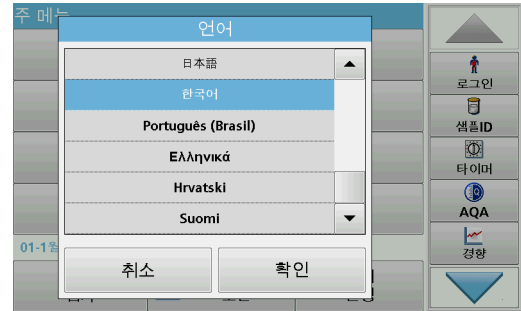 주 메뉴
언어
日本語
한국어
Português (Brasil)
Ελληνικά
Hrvatski
Suomi
취소
확인
01-1월
로그인
샘플ID
타이머
AQA
경향